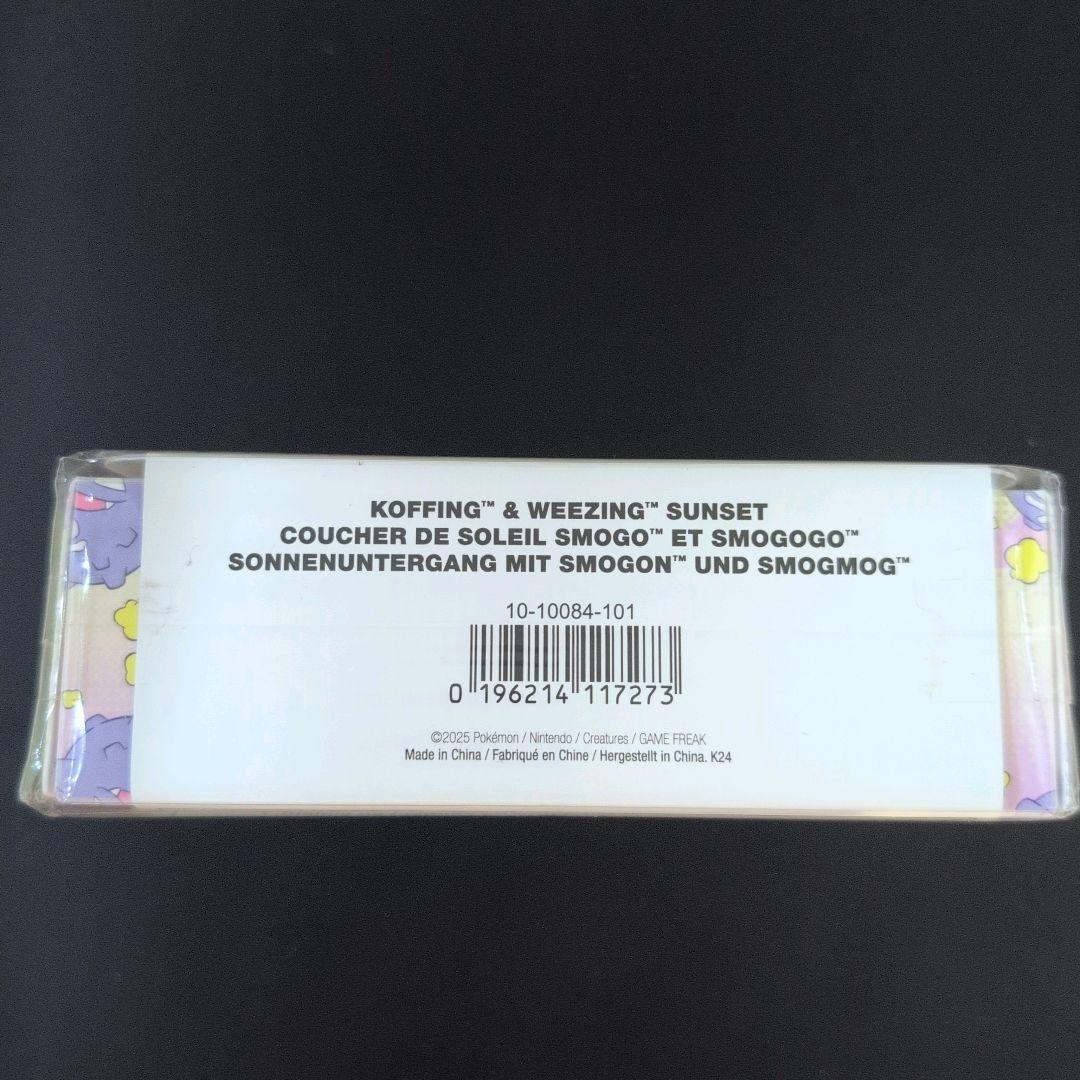 KOFFING™ & WEEZING™ SUNSET
COUCHER DE SOLEIL SMOGO™ ET SMOGOGO™
SONNENUNTERGANG MIT SMOGON™ UND SMOGMOG™
10-10084-101
0 196214 117273
©2025 Pokémon / Nintendo / Creatures / GAME FREAK
Made in China / Fabriqué en Chine / Hergestellt in China. K24